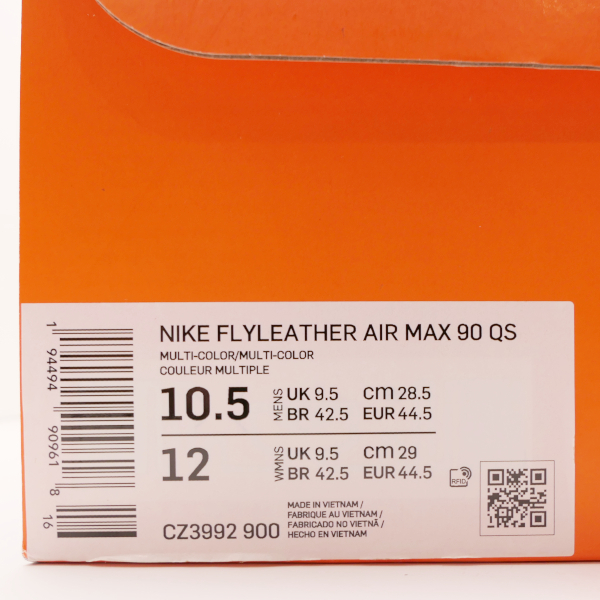 NIKE FLYLEATHER AIR MAX 90 QS
MULTI-COLOR/MULTI-COLOR
COULEUR MULTIPLE
10.5 MENS UK 9.5 cm 28.5
BR 42.5 EUR 44.5
12 WMNS UK 9.5 cm 29
BR 42.5 EUR 44.5
RFID
CZ3992 900
MADE IN VIETNAM /
FABRIQUE AU VIETNAM /
FABRICADO NO VIETNÃ /
HECHO EN VIETNAM
1 94494 90961 8 16